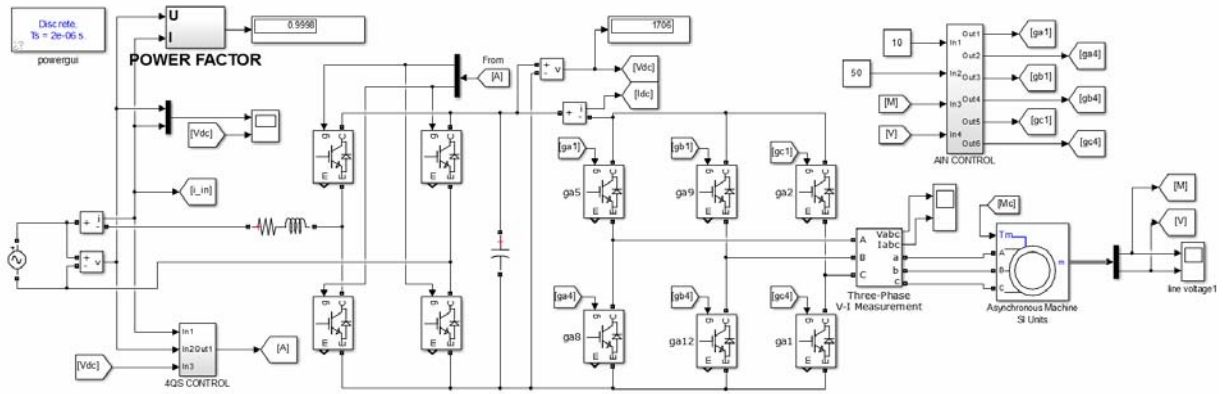 Discrete,
Ts = 2e-06 s.
powergui
U
I
POWER FACTOR
0.9998
1706
From
[A]
[Vdc]
[Idc]
[Vdc]
[i_in]
+
-
i
+
-
v
+
-
v
+
-
i
g
C
m
E
g
C
m
E
g
C
m
E
g
C
m
E
In1
In2
Out1
In3
4QS CONTROL
[A]
[Vdc]
[ga1]
g
C
m
E
ga5
[gb1]
g
C
m
E
ga9
[gc1]
g
C
m
E
ga2
[ga4]
g
C
m
E
ga8
[gb4]
g
C
m
E
ga12
[gc4]
g
C
m
E
ga1
10
50
[M]
[V]
In1
In2
In3
In4
Out1
Out2
Out3
Out4
Out5
Out6
AIN CONTROL
[ga1]
[ga4]
[gb1]
[gb4]
[gc1]
[gc4]
A
B
C
Vabc
Iabc
a
b
c
Three-Phase
V-I Measurement
[Mc]
Tm
A
B
C
m
Asynchronous Machine
SI Units
[M]
[V]
line voltage1